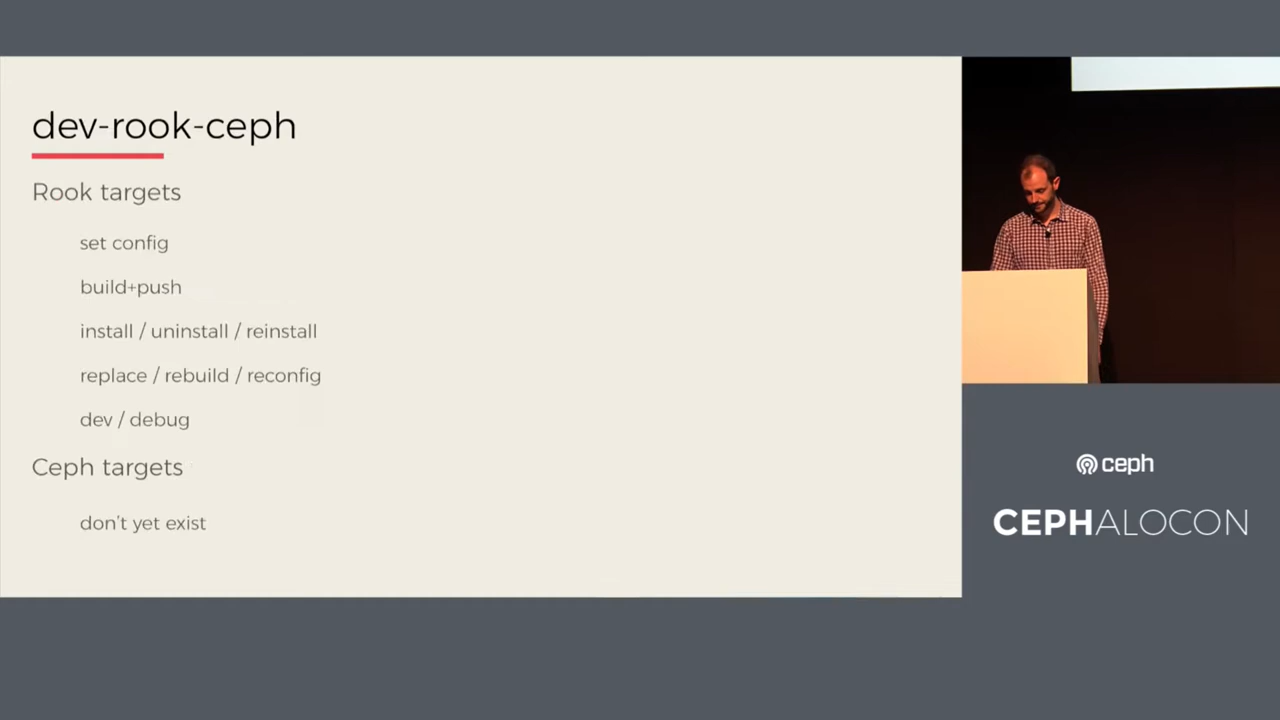 dev-rook-ceph
Rook targets
set config
build+push
install / uninstall / reinstall
replace / rebuild / reconfig
dev / debug
Ceph targets
don't yet exist
ceph
CEPHALOCON